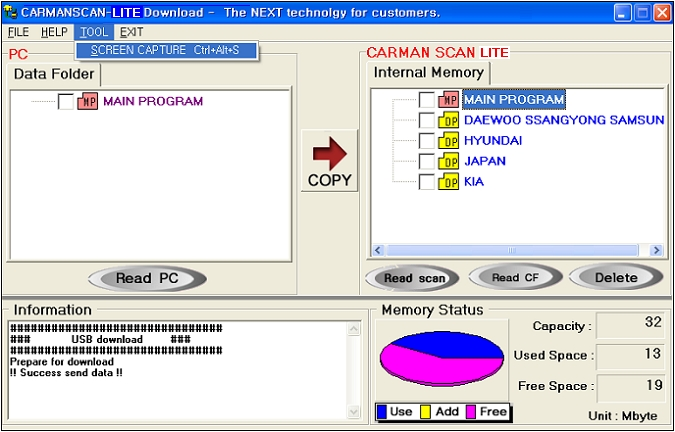 CARMANSCAN-LITE Download - The NEXT technolgy for customers.
FILE HELP TOOL EXIT
SCREEN CAPTURE Ctrl+Alt+S
PC
Data Folder
MP MAIN PROGRAM
Read PC
COPY
CARMAN SCAN LITE
Internal Memory
MP MAIN PROGRAM
DP DAEWOO SSANGYONG SAMSUN
DP HYUNDAI
DP JAPAN
DP KIA
Read scan Read CF Delete
Information
###############################
### USB download ###
###############################
Prepare for download
!! Success send data !!
Memory Status
Capacity : 32
Used Space : 13
Free Space : 19
Use Add Free
Unit : Mbyte